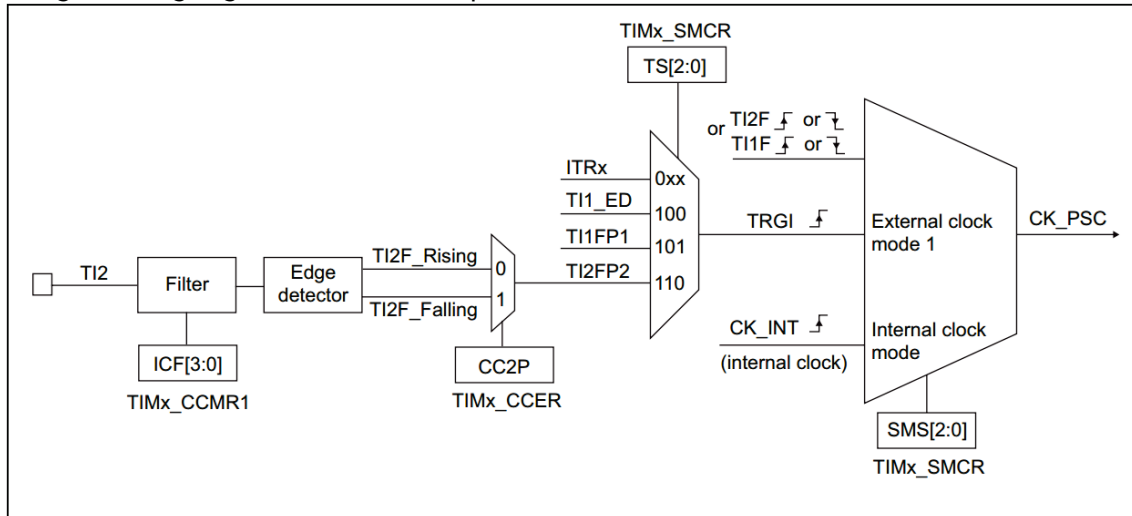 TIMx_SMCR
TS[2:0]
or TI2F or
TI1F or
ITRx
0xx
TI1_ED
100
TI1FP1
101
TI2FP2
110
TRGI
External clock
mode 1
CK_PSC
TI2
Filter
Edge
detector
TI2F_Rising
0
TI2F_Falling
1
CK_INT
(internal clock)
Internal clock
mode
ICF[3:0]
TIMx_CCMR1
CC2P
TIMx_CCER
SMS[2:0]
TIMx_SMCR